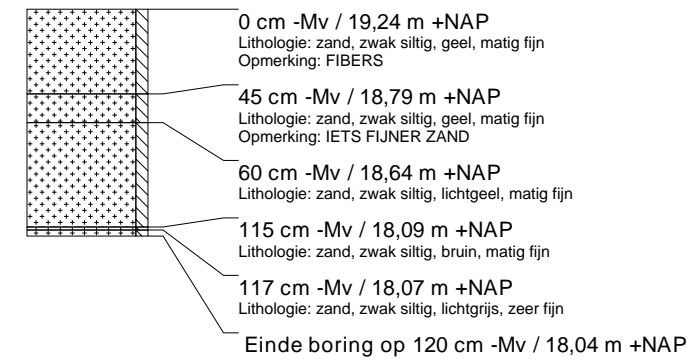 0 cm -Mv / 19,24 m +NAP
Lithologie: zand, zwak siltig, geel, matig fijn
Opmerking: FIBERS
45 cm -Mv / 18,79 m +NAP
Lithologie: zand, zwak siltig, geel, matig fijn
Opmerking: IETS FIJNER ZAND
60 cm -Mv / 18,64 m +NAP
Lithologie: zand, zwak siltig, lichtgeel, matig fijn
115 cm -Mv / 18,09 m +NAP
Lithologie: zand, zwak siltig, bruin, matig fijn
117 cm -Mv / 18,07 m +NAP
Lithologie: zand, zwak siltig, lichtgrijs, zeer fijn
Einde boring op 120 cm -Mv / 18,04 m +NAP